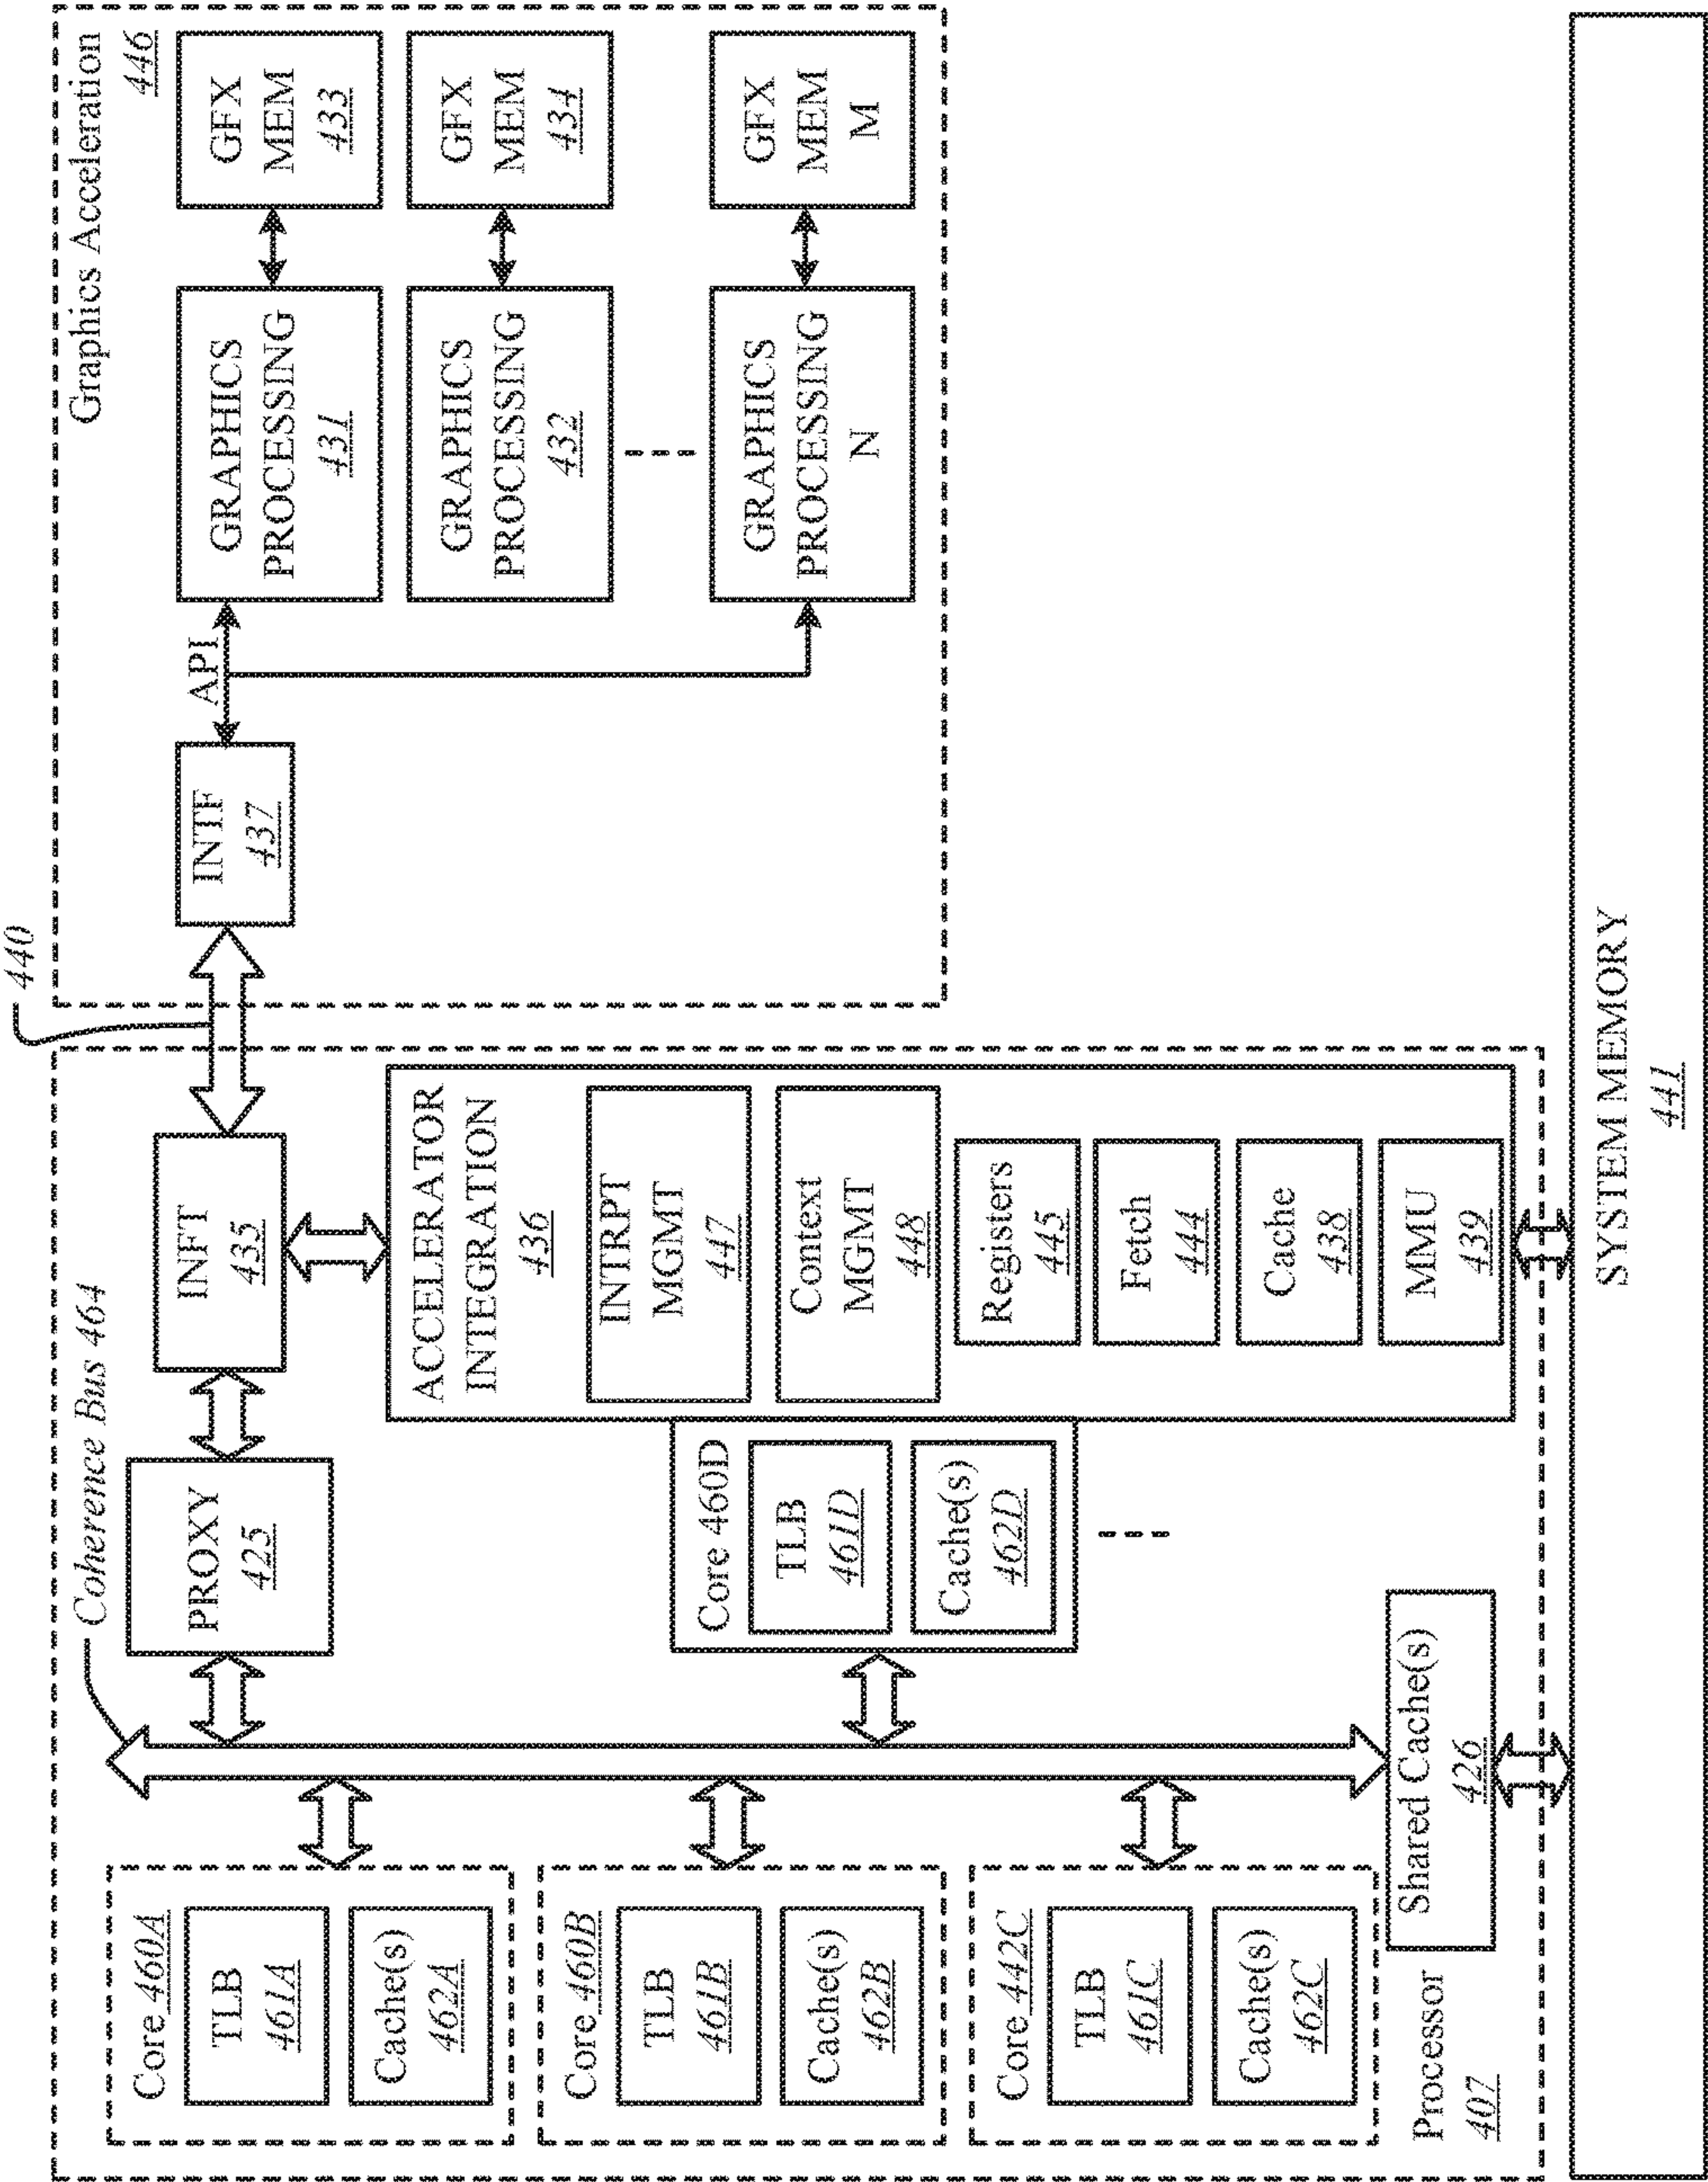 440
Coherence Bus 464
Core 460A
TLB
461A
Cache(s)
462A
Core 460B
TLB
461B
Cache(s)
462B
Core 442C
TLB
461C
Cache(s)
462C
Processor
407
Shared Cache(s)
426
PROXY
425
Core 460D
TLB
461D
Cache(s)
462D
INFT
435
ACCELERATOR
INTEGRATION
436
INTRPT
MGMT
447
Context
MGMT
448
Registers
445
Fetch
444
Cache
438
MMU
439
Graphics Acceleration
446
INTF
437
API
GRAPHICS
PROCESSING
431
GFX
MEM
433
GRAPHICS
PROCESSING
432
GFX
MEM
434
GRAPHICS
PROCESSING
N
GFX
MEM
M
SYSTEM MEMORY
441